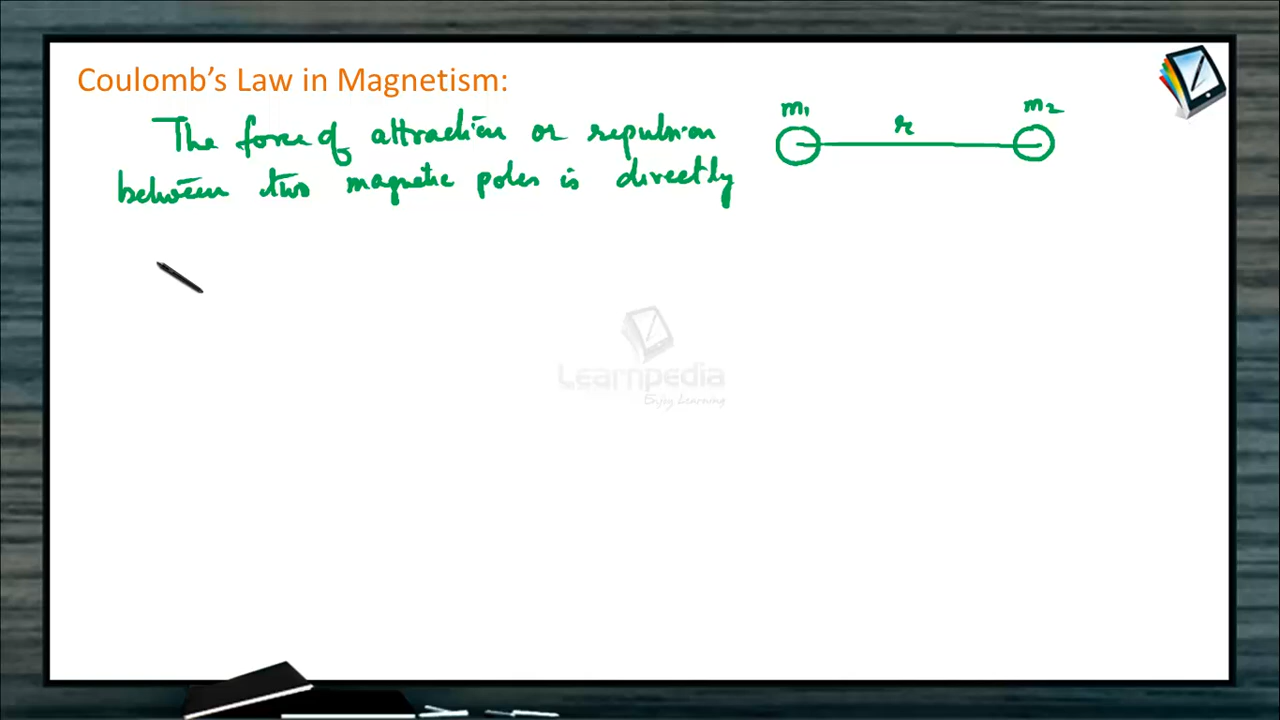 Coulomb's Law in Magnetism:
The force of attraction or repulsion
between two magnetic poles is directly
m1
r
m2
Learnpedia
Enjoy Learning